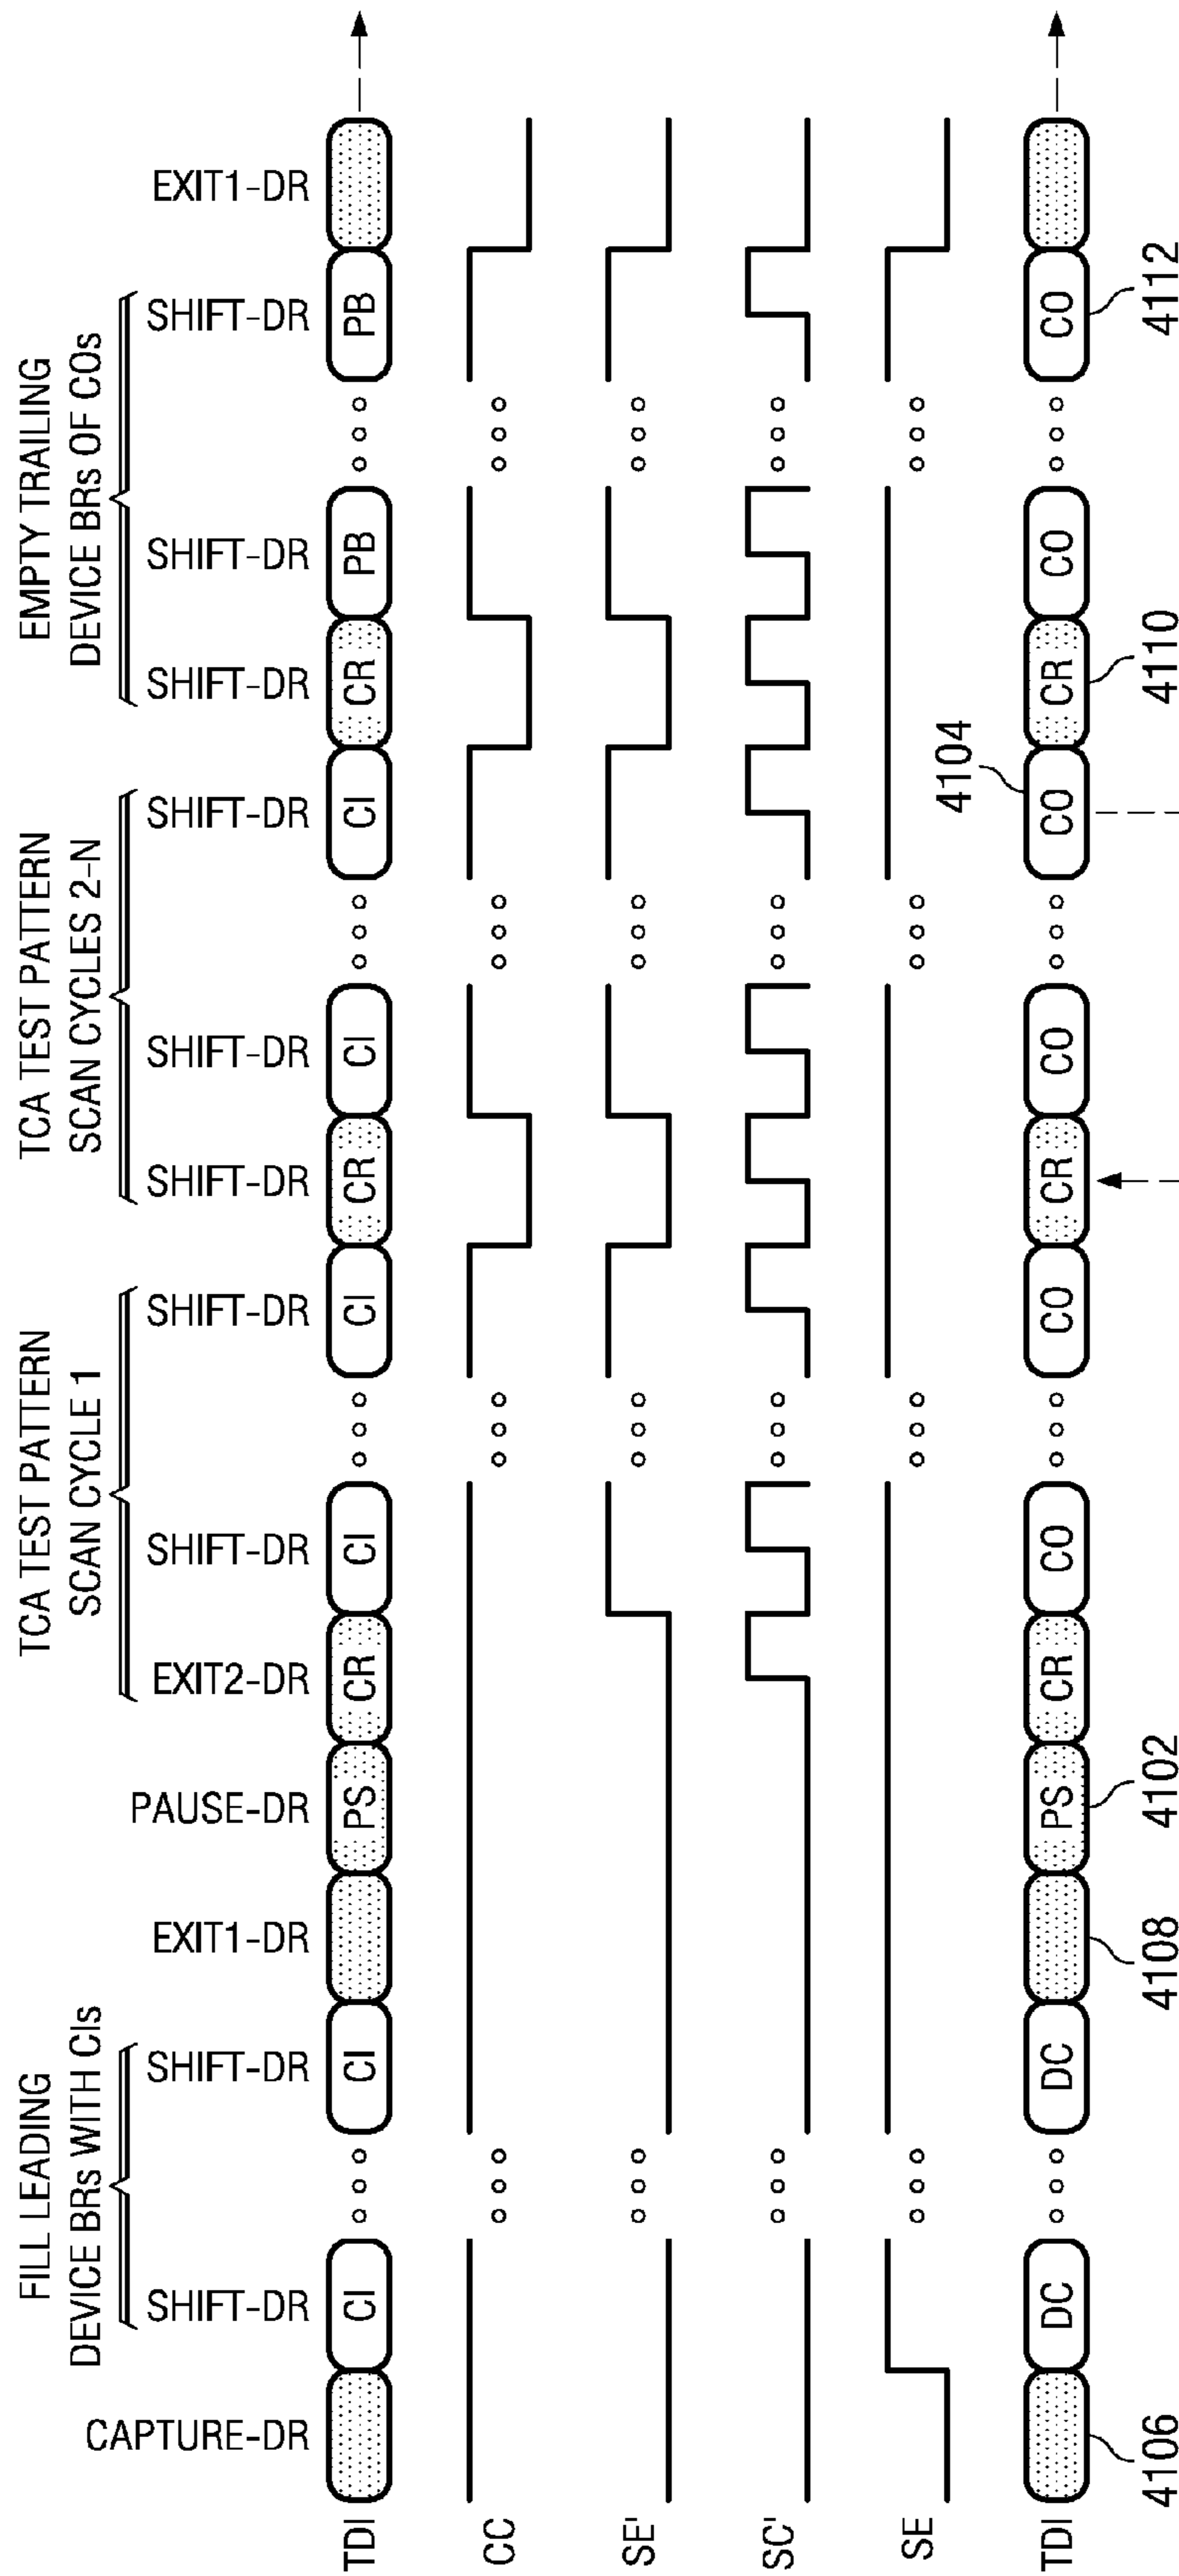 FILL LEADING
DEVICE BRs WITH CIs
TCA TEST PATTERN
SCAN CYCLE 1
TCA TEST PATTERN
SCAN CYCLES 2-N
EMPTY TRAILING
DEVICE BRs OF COs
CAPTURE-DR
SHIFT-DR
SHIFT-DR
EXIT1-DR
PAUSE-DR
EXIT2-DR
SHIFT-DR
SHIFT-DR
SHIFT-DR
SHIFT-DR
SHIFT-DR
SHIFT-DR
SHIFT-DR
SHIFT-DR
EXIT1-DR
TDI CI CI PS CR CI CI CR CI CI CR PB PB
CC
SE'
SC'
SE
4104
TDI DC DC PS CR CO CO CR CO CO CR CO CO
4106 4108 4102 4110 4112